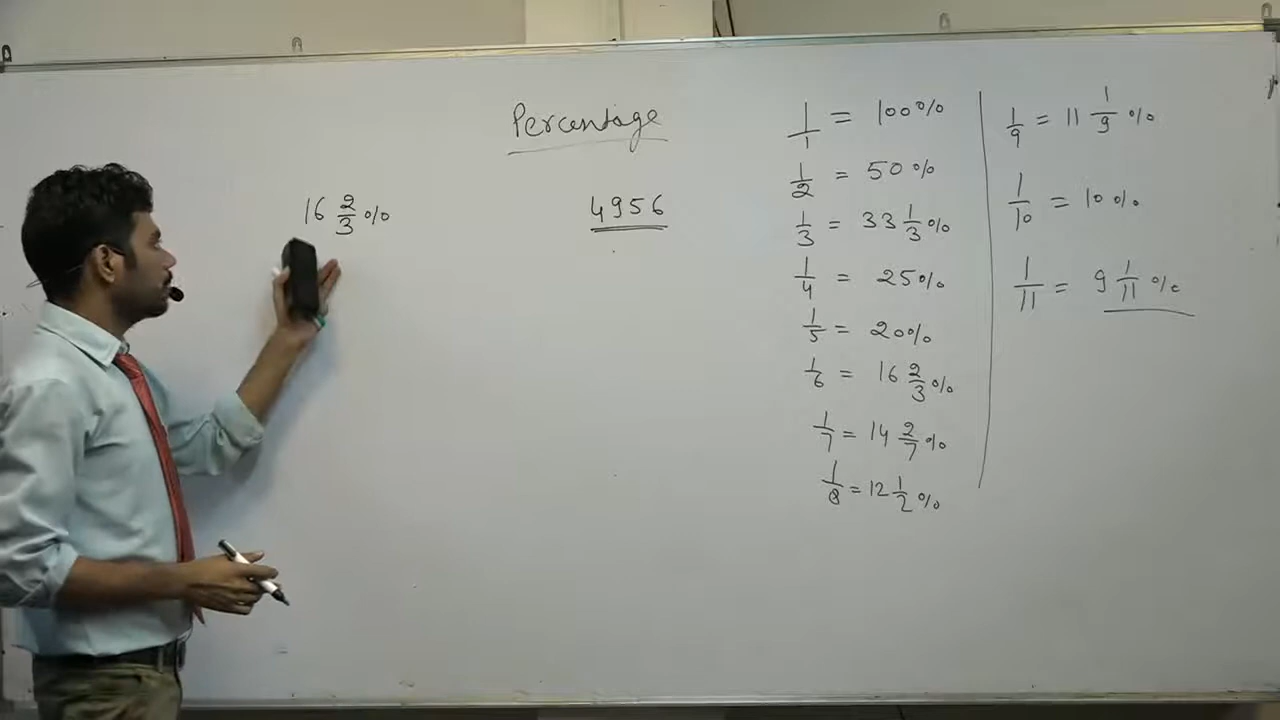 Percentage
16 2/3 %
4956
1/1 = 100%
1/2 = 50%
1/3 = 33 1/3 %
1/4 = 25%
1/5 = 20%
1/6 = 16 2/3 %
1/7 = 14 2/7 %
1/8 = 12 1/2 %
1/9 = 11 1/9 %
1/10 = 10%
1/11 = 9 1/11 %